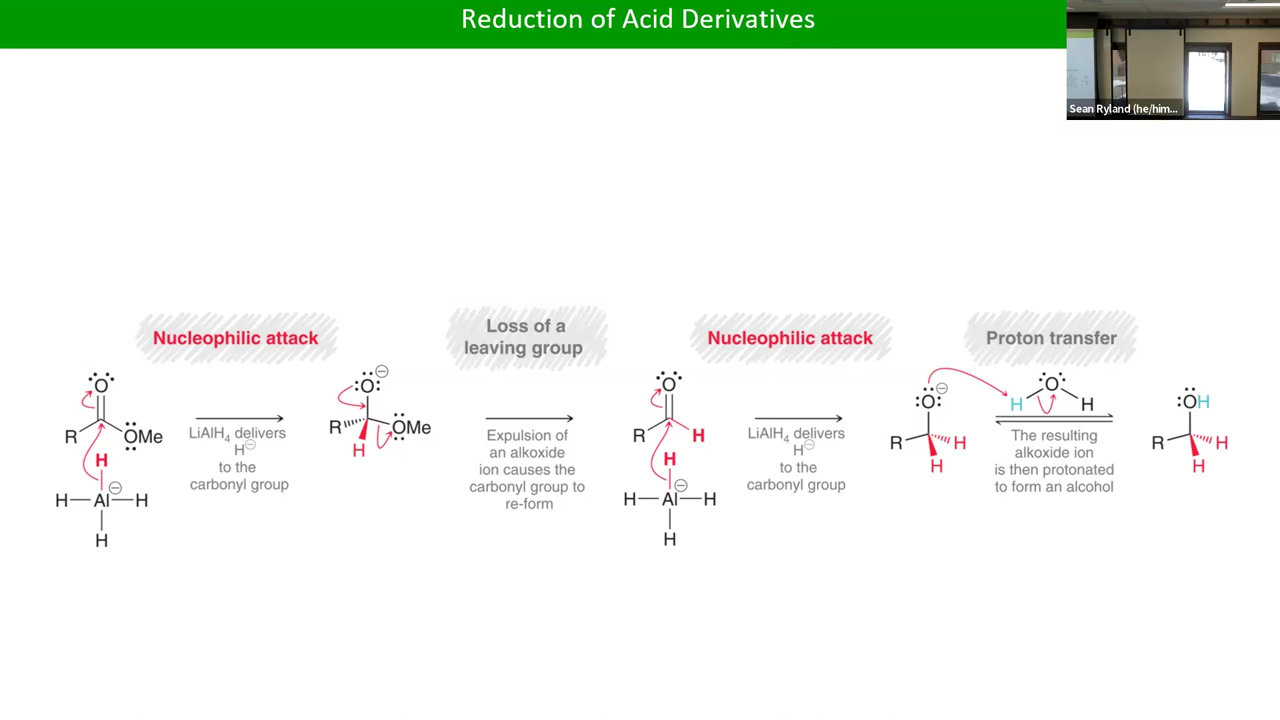 Reduction of Acid Derivatives
Sean Ryland (he/him...
Nucleophilic attack
Loss of a
leaving group
Nucleophilic attack
Proton transfer
O
R
OMe
H
H
Al
H
H
⊖
LiAlH4 delivers
H⊖
to the
carbonyl group
O
⊖
R
OMe
H
Expulsion of
an alkoxide
ion causes the
carbonyl group to
re-form
O
R
H
H
H
Al
H
H
⊖
LiAlH4 delivers
H⊖
to the
carbonyl group
O
⊖
R
H
H
H
O
H
The resulting
alkoxide ion
is then protonated
to form an alcohol
OH
R
H
H